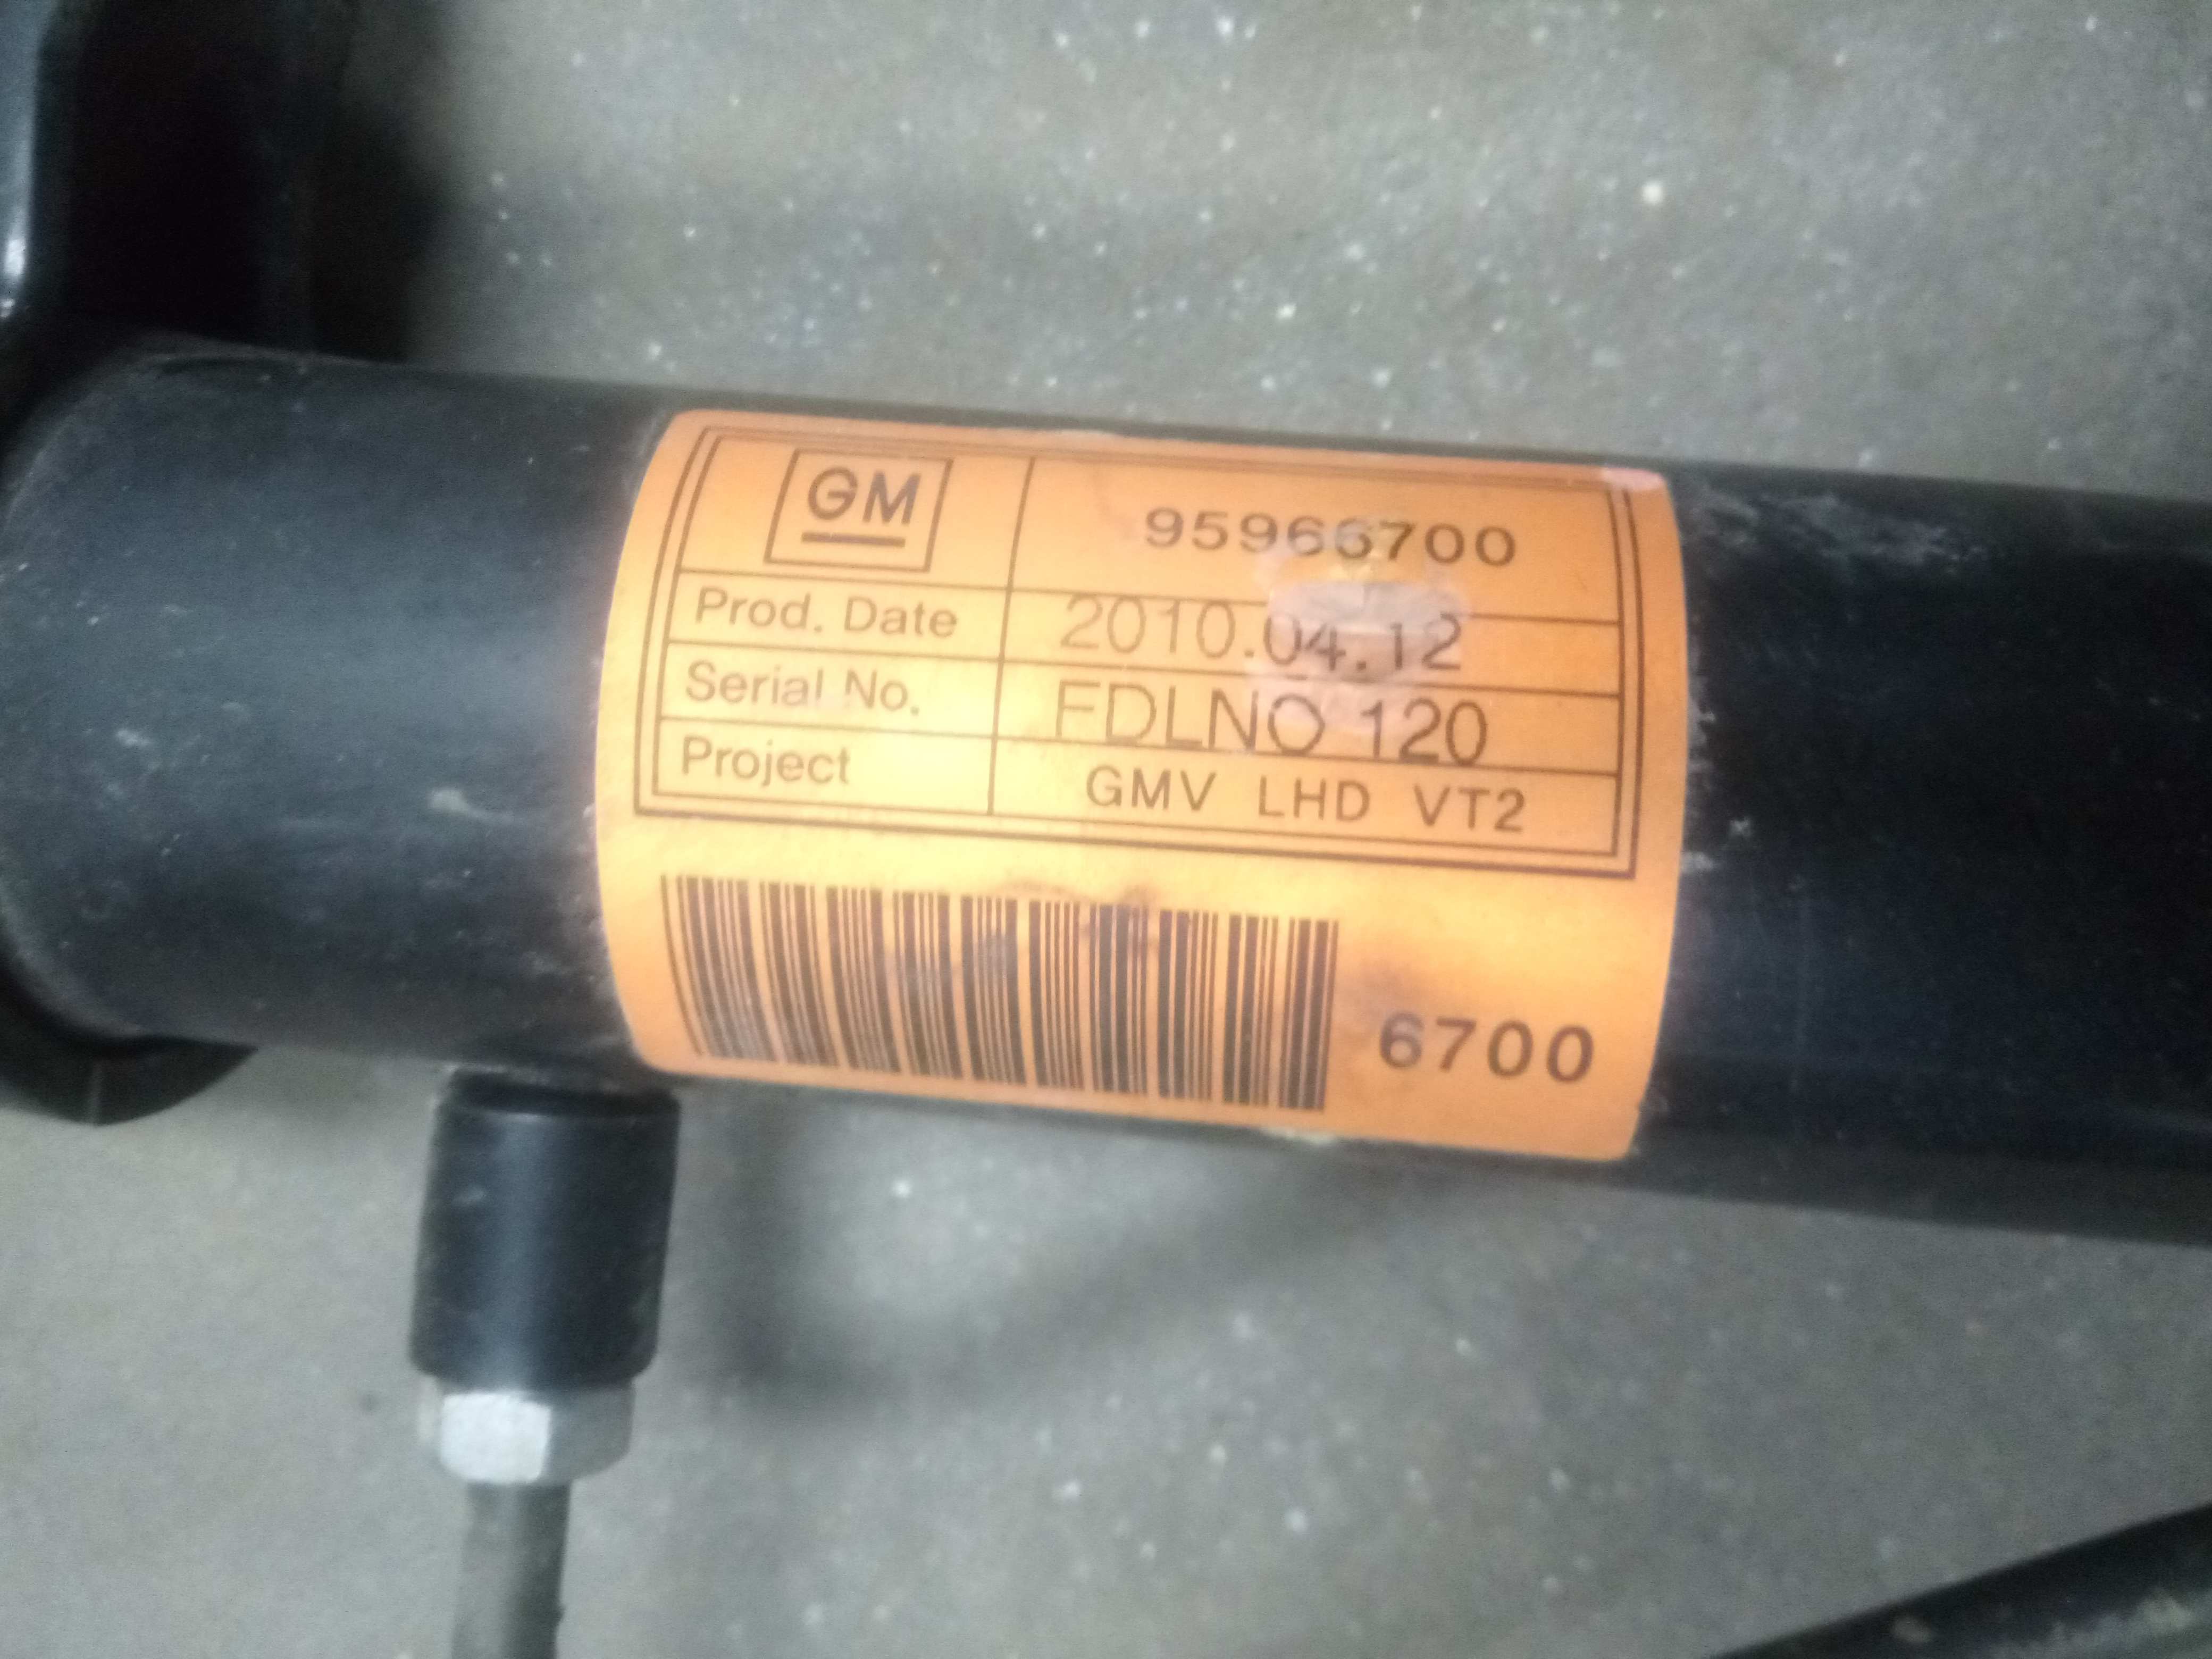 GM 95966700
Prod. Date 2010.04.12
Serial No. FDLNO 120
Project GMV LHD VT2
6700